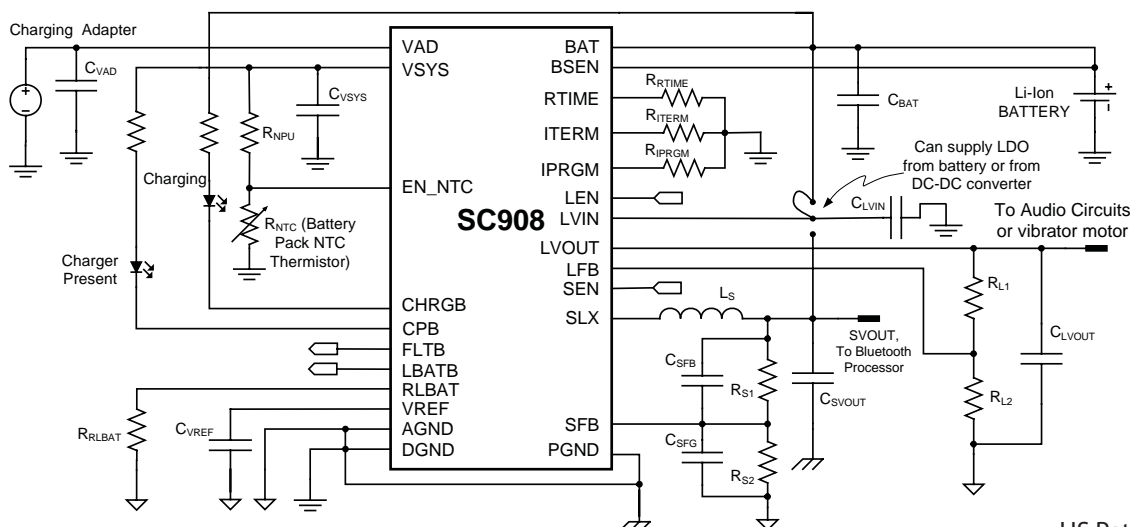 Charging Adapter
C_VAD
VAD
VSYS
C_VSYS
R_NPU
Charging
EN_NTC
R_NTC (Battery
Pack NTC
Thermistor)
Charger
Present
CHRGB
CPB
FLTB
LBATB
RLBAT
VREF
AGND
DGND
R_RLBAT
C_VREF
SC908
BAT
BSEN
RTIME
ITERM
IPRGM
LEN
LVIN
LVOUT
LFB
SEN
SLX
SFB
PGND
R_RTIME
R_ITERM
R_IPRGM
C_BAT
Li-Ion
BATTERY
Can supply LDO
from battery or from
DC-DC converter
C_LVIN
To Audio Circuits
or vibrator motor
L_S
SVOUT,
To Bluetooth
Processor
R_L1
C_LVOUT
R_L2
C_SFB
R_S1
C_SVOUT
C_SFG
R_S2